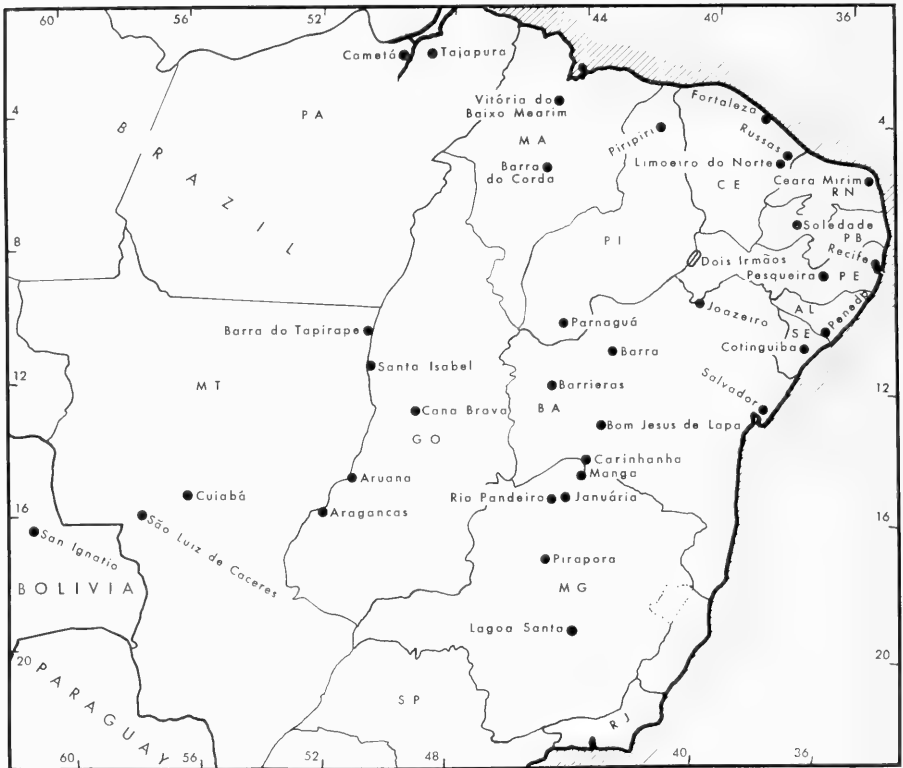 60 56 52 44 40 36
Cametá Tajapura
4 PA Vitória do
Baixo Mearim
Fortaleza 4
Piripiri Russas
MA
Limoeiro do Norte
Barra
do Corda
CE Ceara Mirim
RN
BRAZIL
Soledade
PB
8 PI Recife
Dois Irmãos
Pesqueira PE
Joazeiro AL Penedo
Barra do Tapirape Parnaguá SE
Barra Cotinguiba
Santa Isabel
12 MT Barrieras Salvador 12
Cana Brava BA
Bom Jesus de Lapa
GO
Carinhanha
Aruana Manga
Cuiabá Rio Pandeiro Januária
16 São Luiz de Caceres Aragancas 16
San Ignatio
Pirapora
BOLIVIA MG
Lagoa Santa
20 20
PARAGUAY
SP
RJ
60 56 52 48 40 36